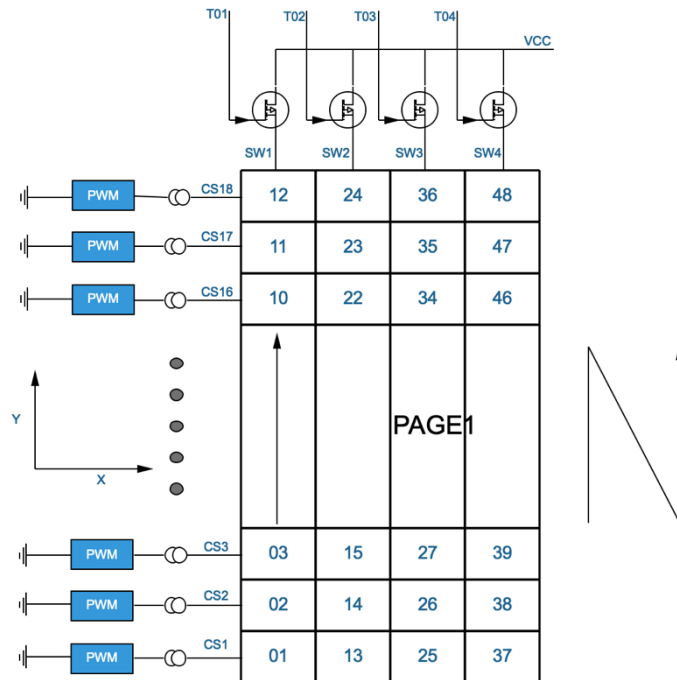 T01 T02 T03 T04
VCC
SW1 SW2 SW3 SW4
PWM CS18 12 24 36 48
PWM CS17 11 23 35 47
PWM CS16 10 22 34 46
PAGE1
Y
X
PWM CS3 03 15 27 39
PWM CS2 02 14 26 38
PWM CS1 01 13 25 37